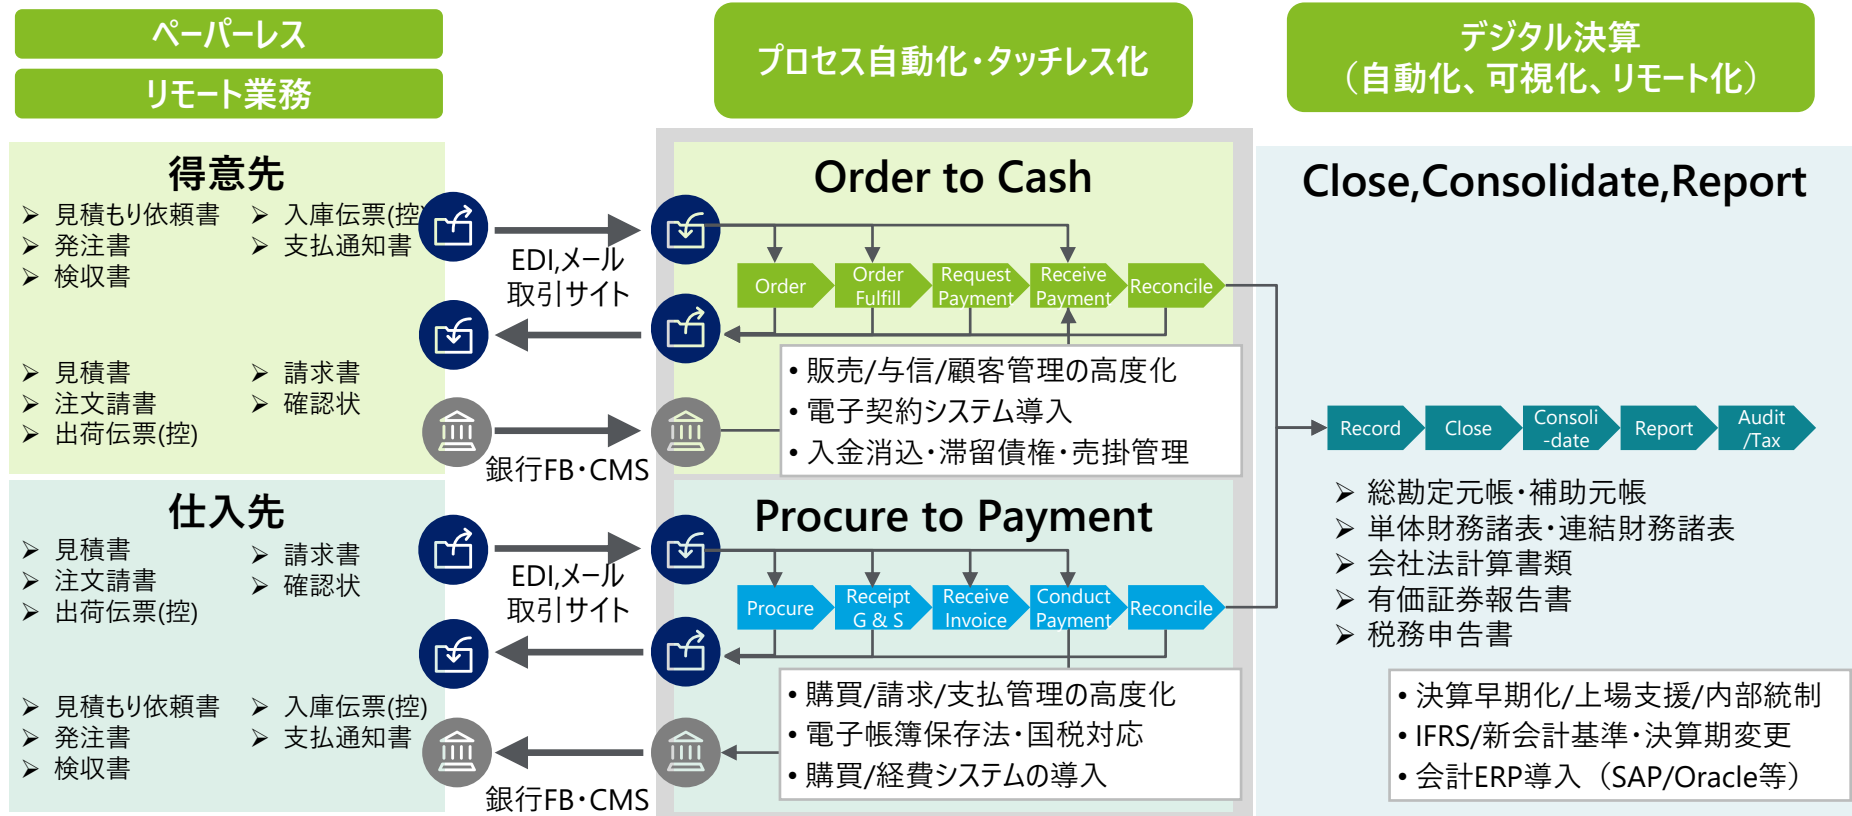 ペーパーレス
リモート業務
プロセス自動化・タッチレス化
デジタル決算
（自動化、可視化、リモート化）
得意先
➢ 見積もり依頼書
➢ 発注書
➢ 検収書
➢ 入庫伝票(控)
➢ 支払通知書
➢ 見積書
➢ 注文請書
➢ 出荷伝票(控)
➢ 請求書
➢ 確認状
EDI,メール
取引サイト
銀行FB・CMS
Order to Cash
Order
Order
Fulfill
Request
Payment
Receive
Payment
Reconcile
• 販売/与信/顧客管理の高度化
• 電子契約システム導入
• 入金消込・滞留債権・売掛管理
仕入先
➢ 見積書
➢ 注文請書
➢ 出荷伝票(控)
➢ 請求書
➢ 確認状
➢ 見積もり依頼書
➢ 発注書
➢ 検収書
➢ 入庫伝票(控)
➢ 支払通知書
EDI,メール
取引サイト
銀行FB・CMS
Procure to Payment
Procure
Receipt
G & S
Receive
Invoice
Conduct
Payment
Reconcile
• 購買/請求/支払管理の高度化
• 電子帳簿保存法・国税対応
• 購買/経費システムの導入
Close,Consolidate,Report
Record
Close
Consoli
-date
Report
Audit
/Tax
➢ 総勘定元帳・補助元帳
➢ 単体財務諸表・連結財務諸表
➢ 会社法計算書類
➢ 有価証券報告書
➢ 税務申告書
• 決算早期化/上場支援/内部統制
• IFRS/新会計基準・決算期変更
• 会計ERP導入（SAP/Oracle等）